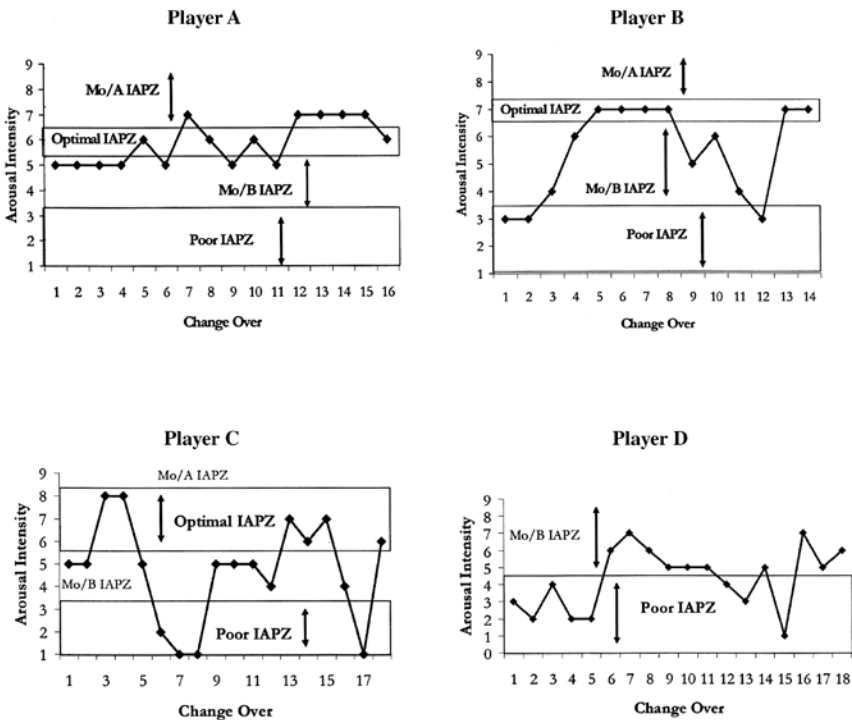 Player A
9
8
7
6
5
4
3
2
1
Arousal Intensity
Mo/A IAPZ
Optimal IAPZ
Mo/B IAPZ
Poor IAPZ
1 2 3 4 5 6 7 8 9 10 11 12 13 14 15 16
Change Over
Player B
9
8
7
6
5
4
3
2
1
Arousal Intensity
Mo/A IAPZ
Optimal IAPZ
Mo/B IAPZ
Poor IAPZ
1 2 3 4 5 6 7 8 9 10 11 12 13 14
Change Over
Player C
9
8
7
6
5
4
3
2
1
Arousal Intensity
Mo/A IAPZ
Optimal IAPZ
Mo/B IAPZ
Poor IAPZ
1 3 5 7 9 11 13 15 17
Change Over
Player D
9
8
7
6
5
4
3
2
1
0
Arousal Intensity
Mo/B IAPZ
Poor IAPZ
1 2 3 4 5 6 7 8 9 10 11 12 13 14 15 16 17 18
Change Over